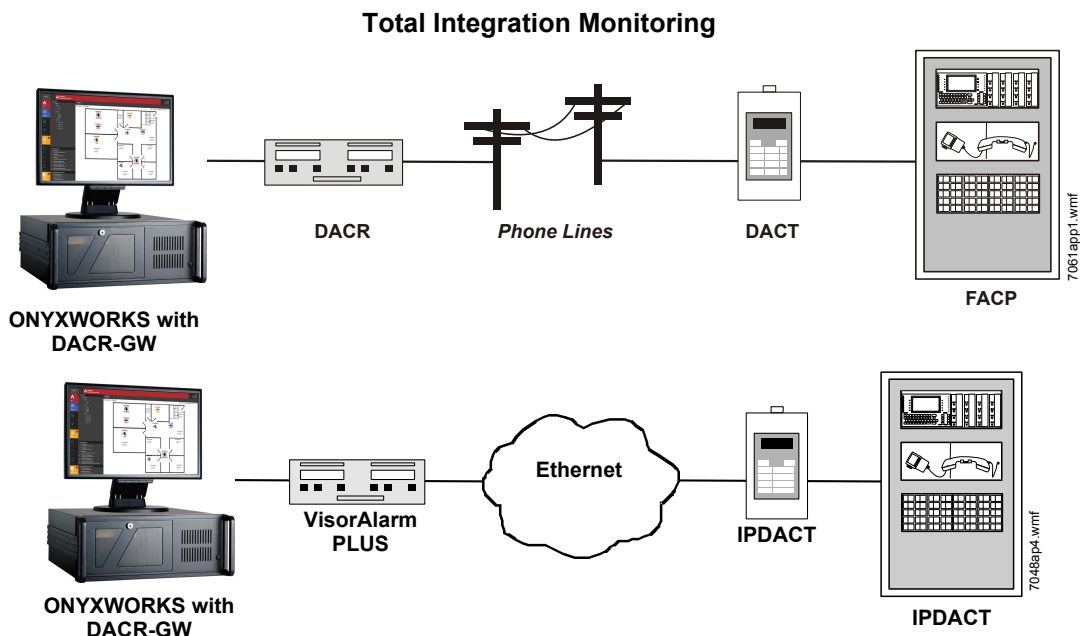 Total Integration Monitoring
DACR
Phone Lines
DACT
FACP
7061app1.wmf
ONYXWORKS with
DACR-GW
VisorAlarm
PLUS
Ethernet
IPDACT
IPDACT
7048ap4.wmf
ONYXWORKS with
DACR-GW